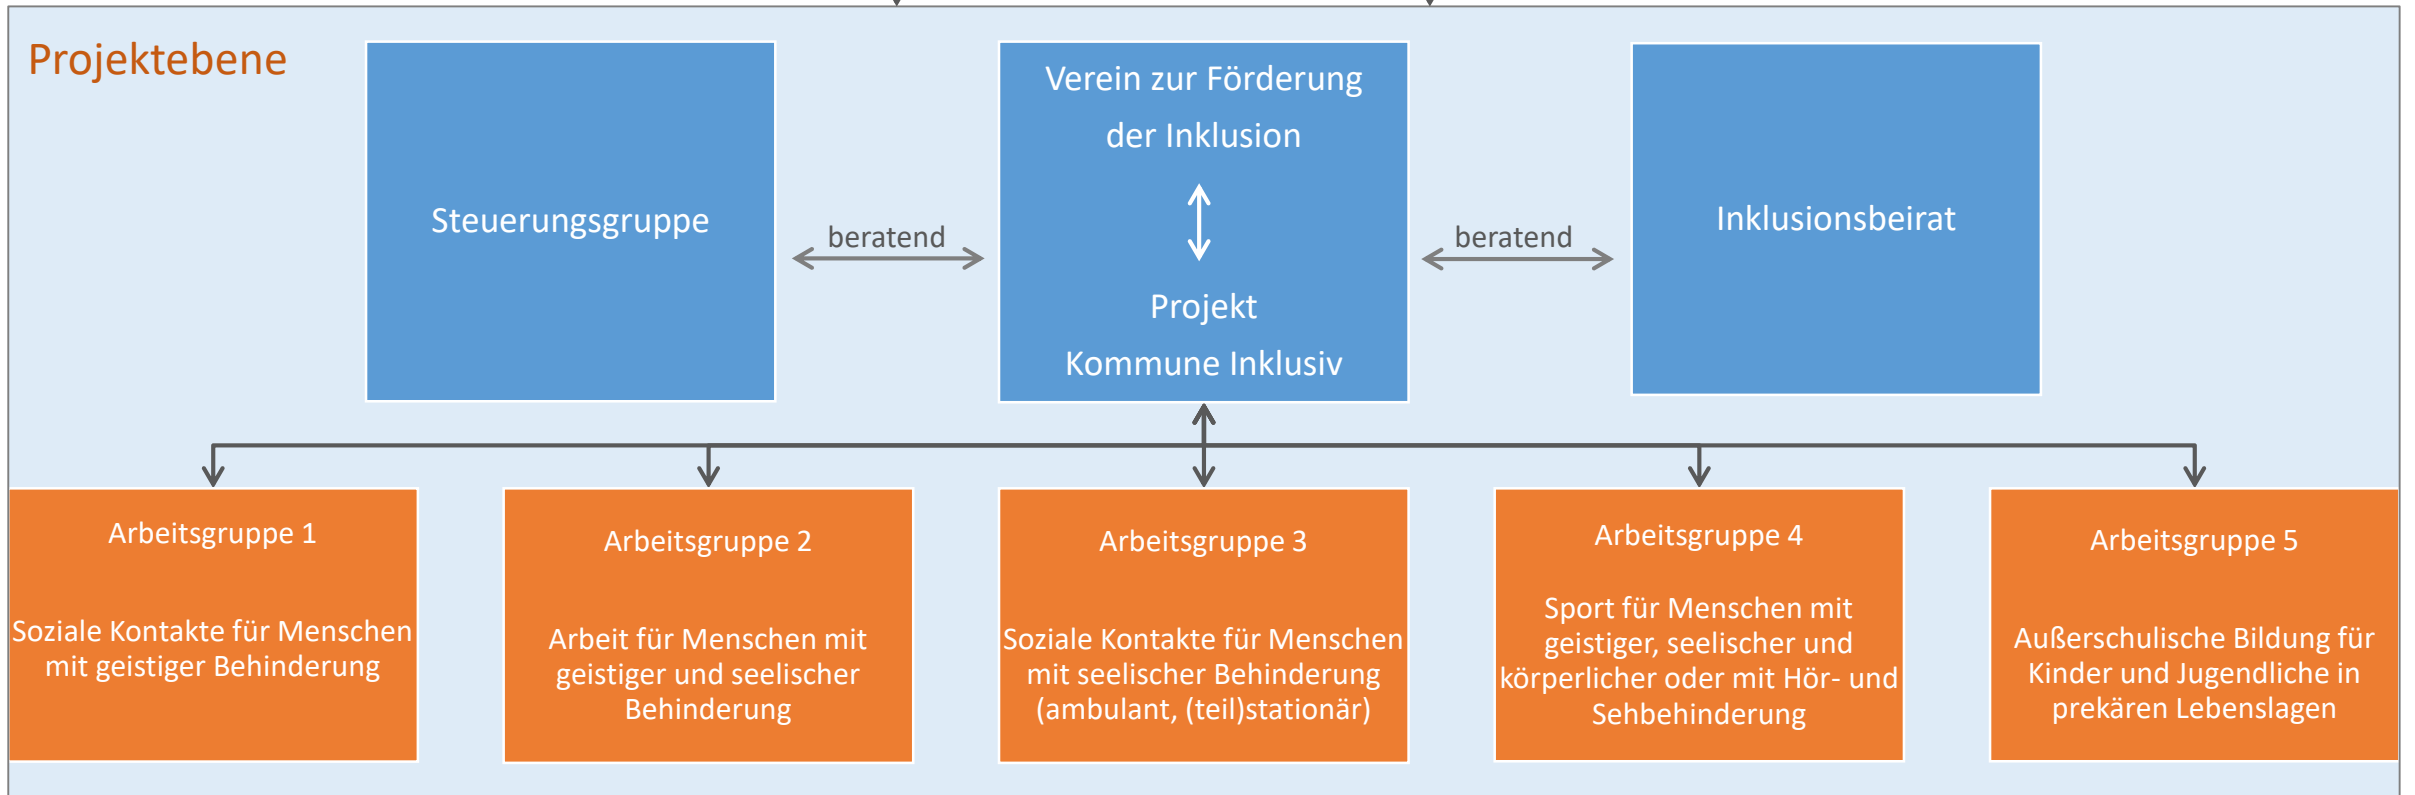 Projektebene
Steuerungsgruppe
beratend
Verein zur Förderung
der Inklusion
Projekt
Kommune Inklusiv
beratend
Inklusionsbeirat
Arbeitsgruppe 1
Soziale Kontakte für Menschen
mit geistiger Behinderung
Arbeitsgruppe 2
Arbeit für Menschen mit
geistiger und seelischer
Behinderung
Arbeitsgruppe 3
Soziale Kontakte für Menschen
mit seelischer Behinderung
(ambulant, (teil)stationär)
Arbeitsgruppe 4
Sport für Menschen mit
geistiger, seelischer und
körperlicher oder mit Hör- und
Sehbehinderung
Arbeitsgruppe 5
Außerschulische Bildung für
Kinder und Jugendliche in
prekären Lebenslagen